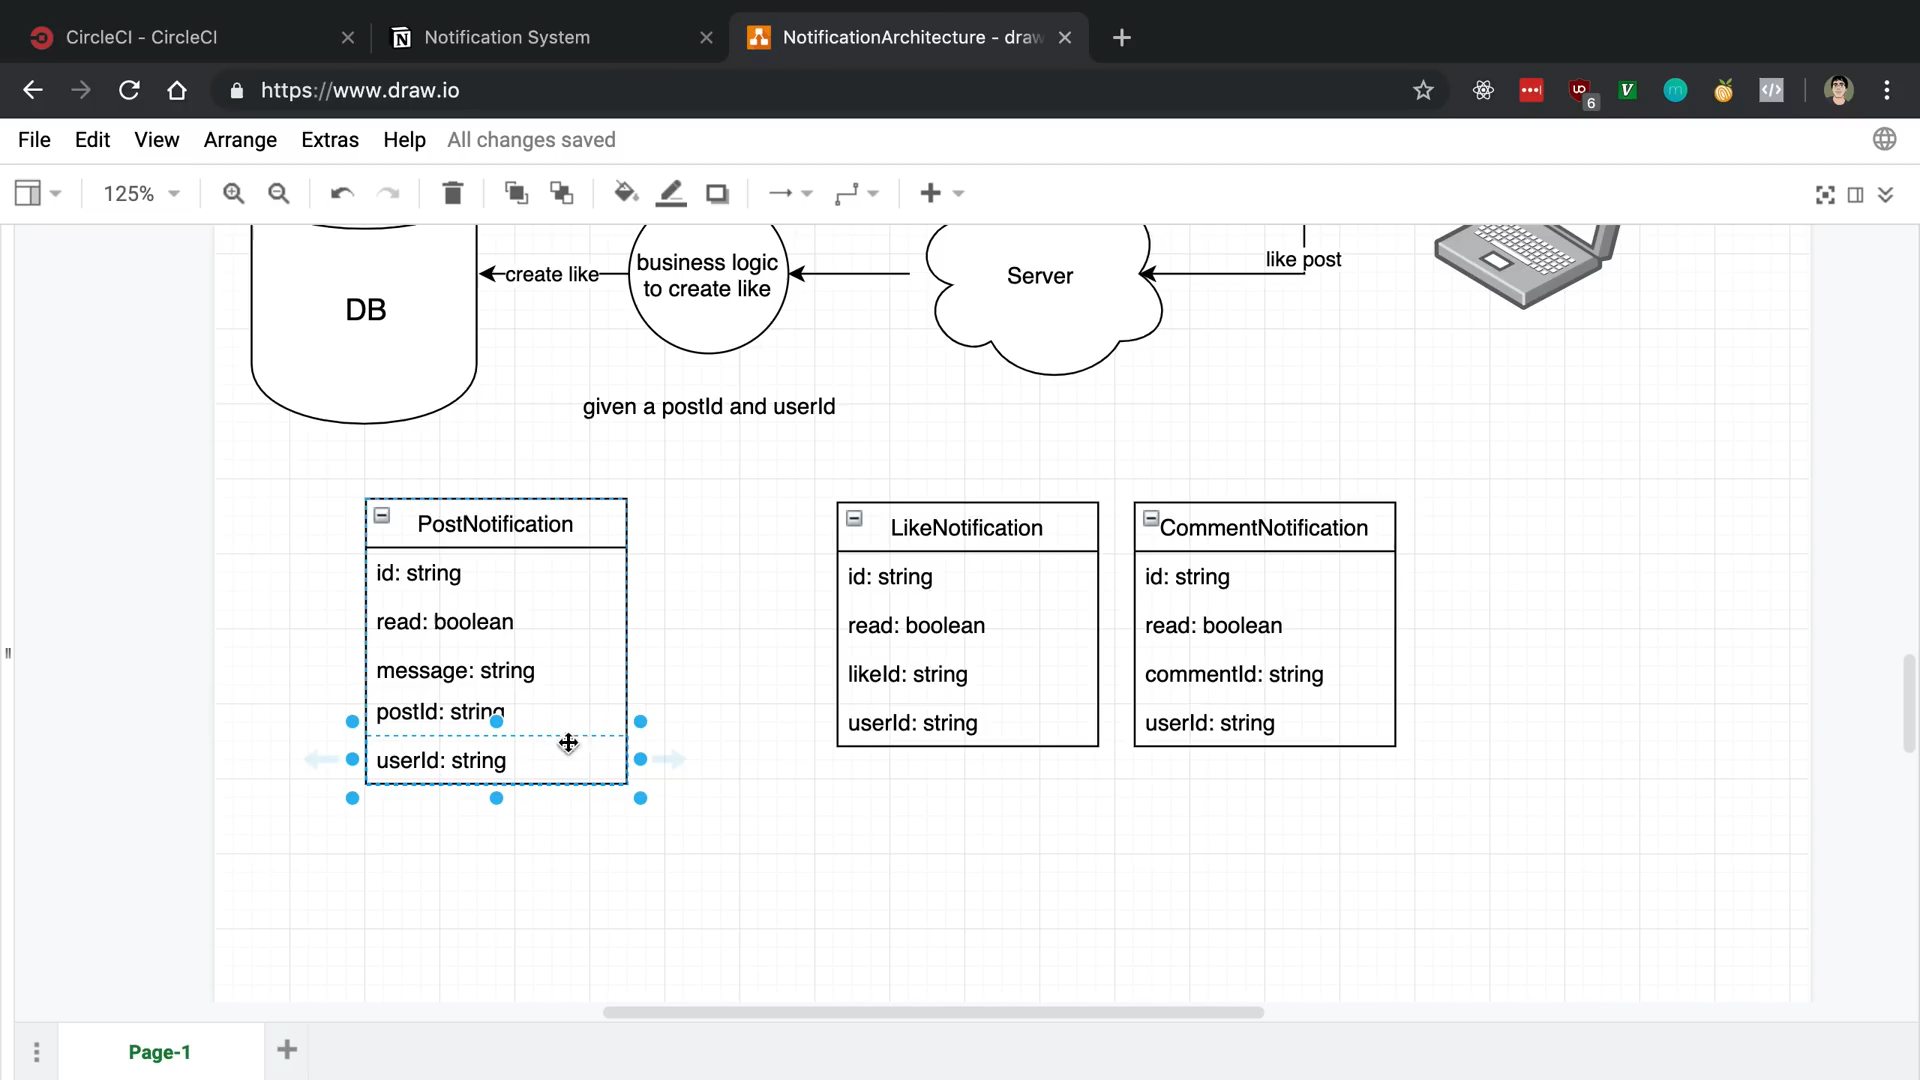 CircleCI - CircleCI
Notification System
NotificationArchitecture - draw
https://www.draw.io
6
File Edit View Arrange Extras Help All changes saved
125%
DB
create like
business logic
to create like
Server
like post
given a postId and userId
PostNotification
id: string
read: boolean
message: string
postId: string
userId: string
LikeNotification
id: string
read: boolean
likeId: string
userId: string
CommentNotification
id: string
read: boolean
commentId: string
userId: string
Page-1